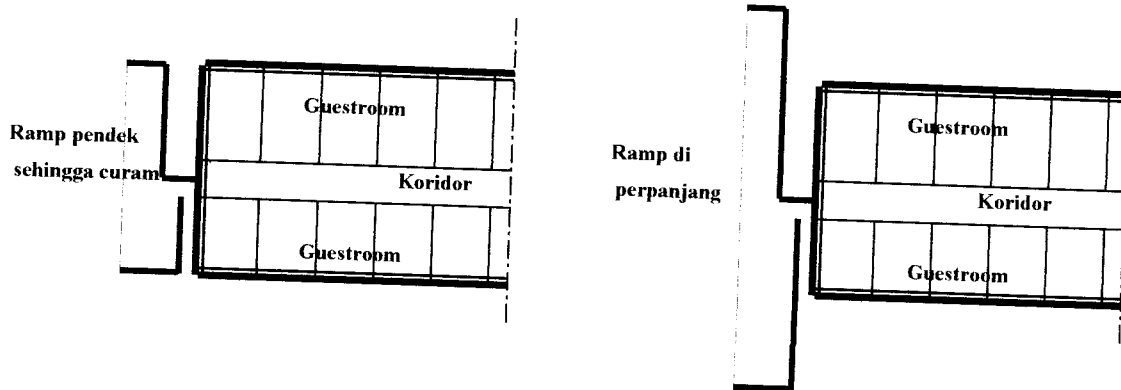 Guestroom
Ramp pendek
sehingga curam
Koridor
Guestroom
Guestroom
Ramp di
perpanjang
Koridor
Guestroom